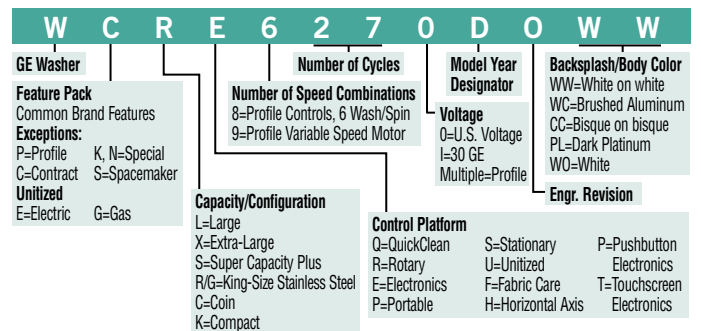 W C R E 6 2 7 0 D O W W
GE Washer
Feature Pack
Common Brand Features
Exceptions:
P=Profile K, N=Special
C=Contract S=Spacemaker
Unitized
E=Electric G=Gas
Capacity/Configuration
L=Large
X=Extra-Large
S=Super Capacity Plus
R/G=King-Size Stainless Steel
C=Coin
K=Compact
Number of Cycles
Number of Speed Combinations
8=Profile Controls, 6 Wash/Spin
9=Profile Variable Speed Motor
Control Platform
Q=QuickClean S=Stationary P=Pushbutton
R=Rotary U=Unitized Electronics
E=Electronics F=Fabric Care T=Touchscreen
P=Portable H=Horizontal Axis Electronics
Voltage
0=U.S. Voltage
I=30 GE
Multiple=Profile
Model Year
Designator
Engr. Revision
Backsplash/Body Color
WW=White on white
WC=Brushed Aluminum
CC=Bisque on bisque
PL=Dark Platinum
WO=White